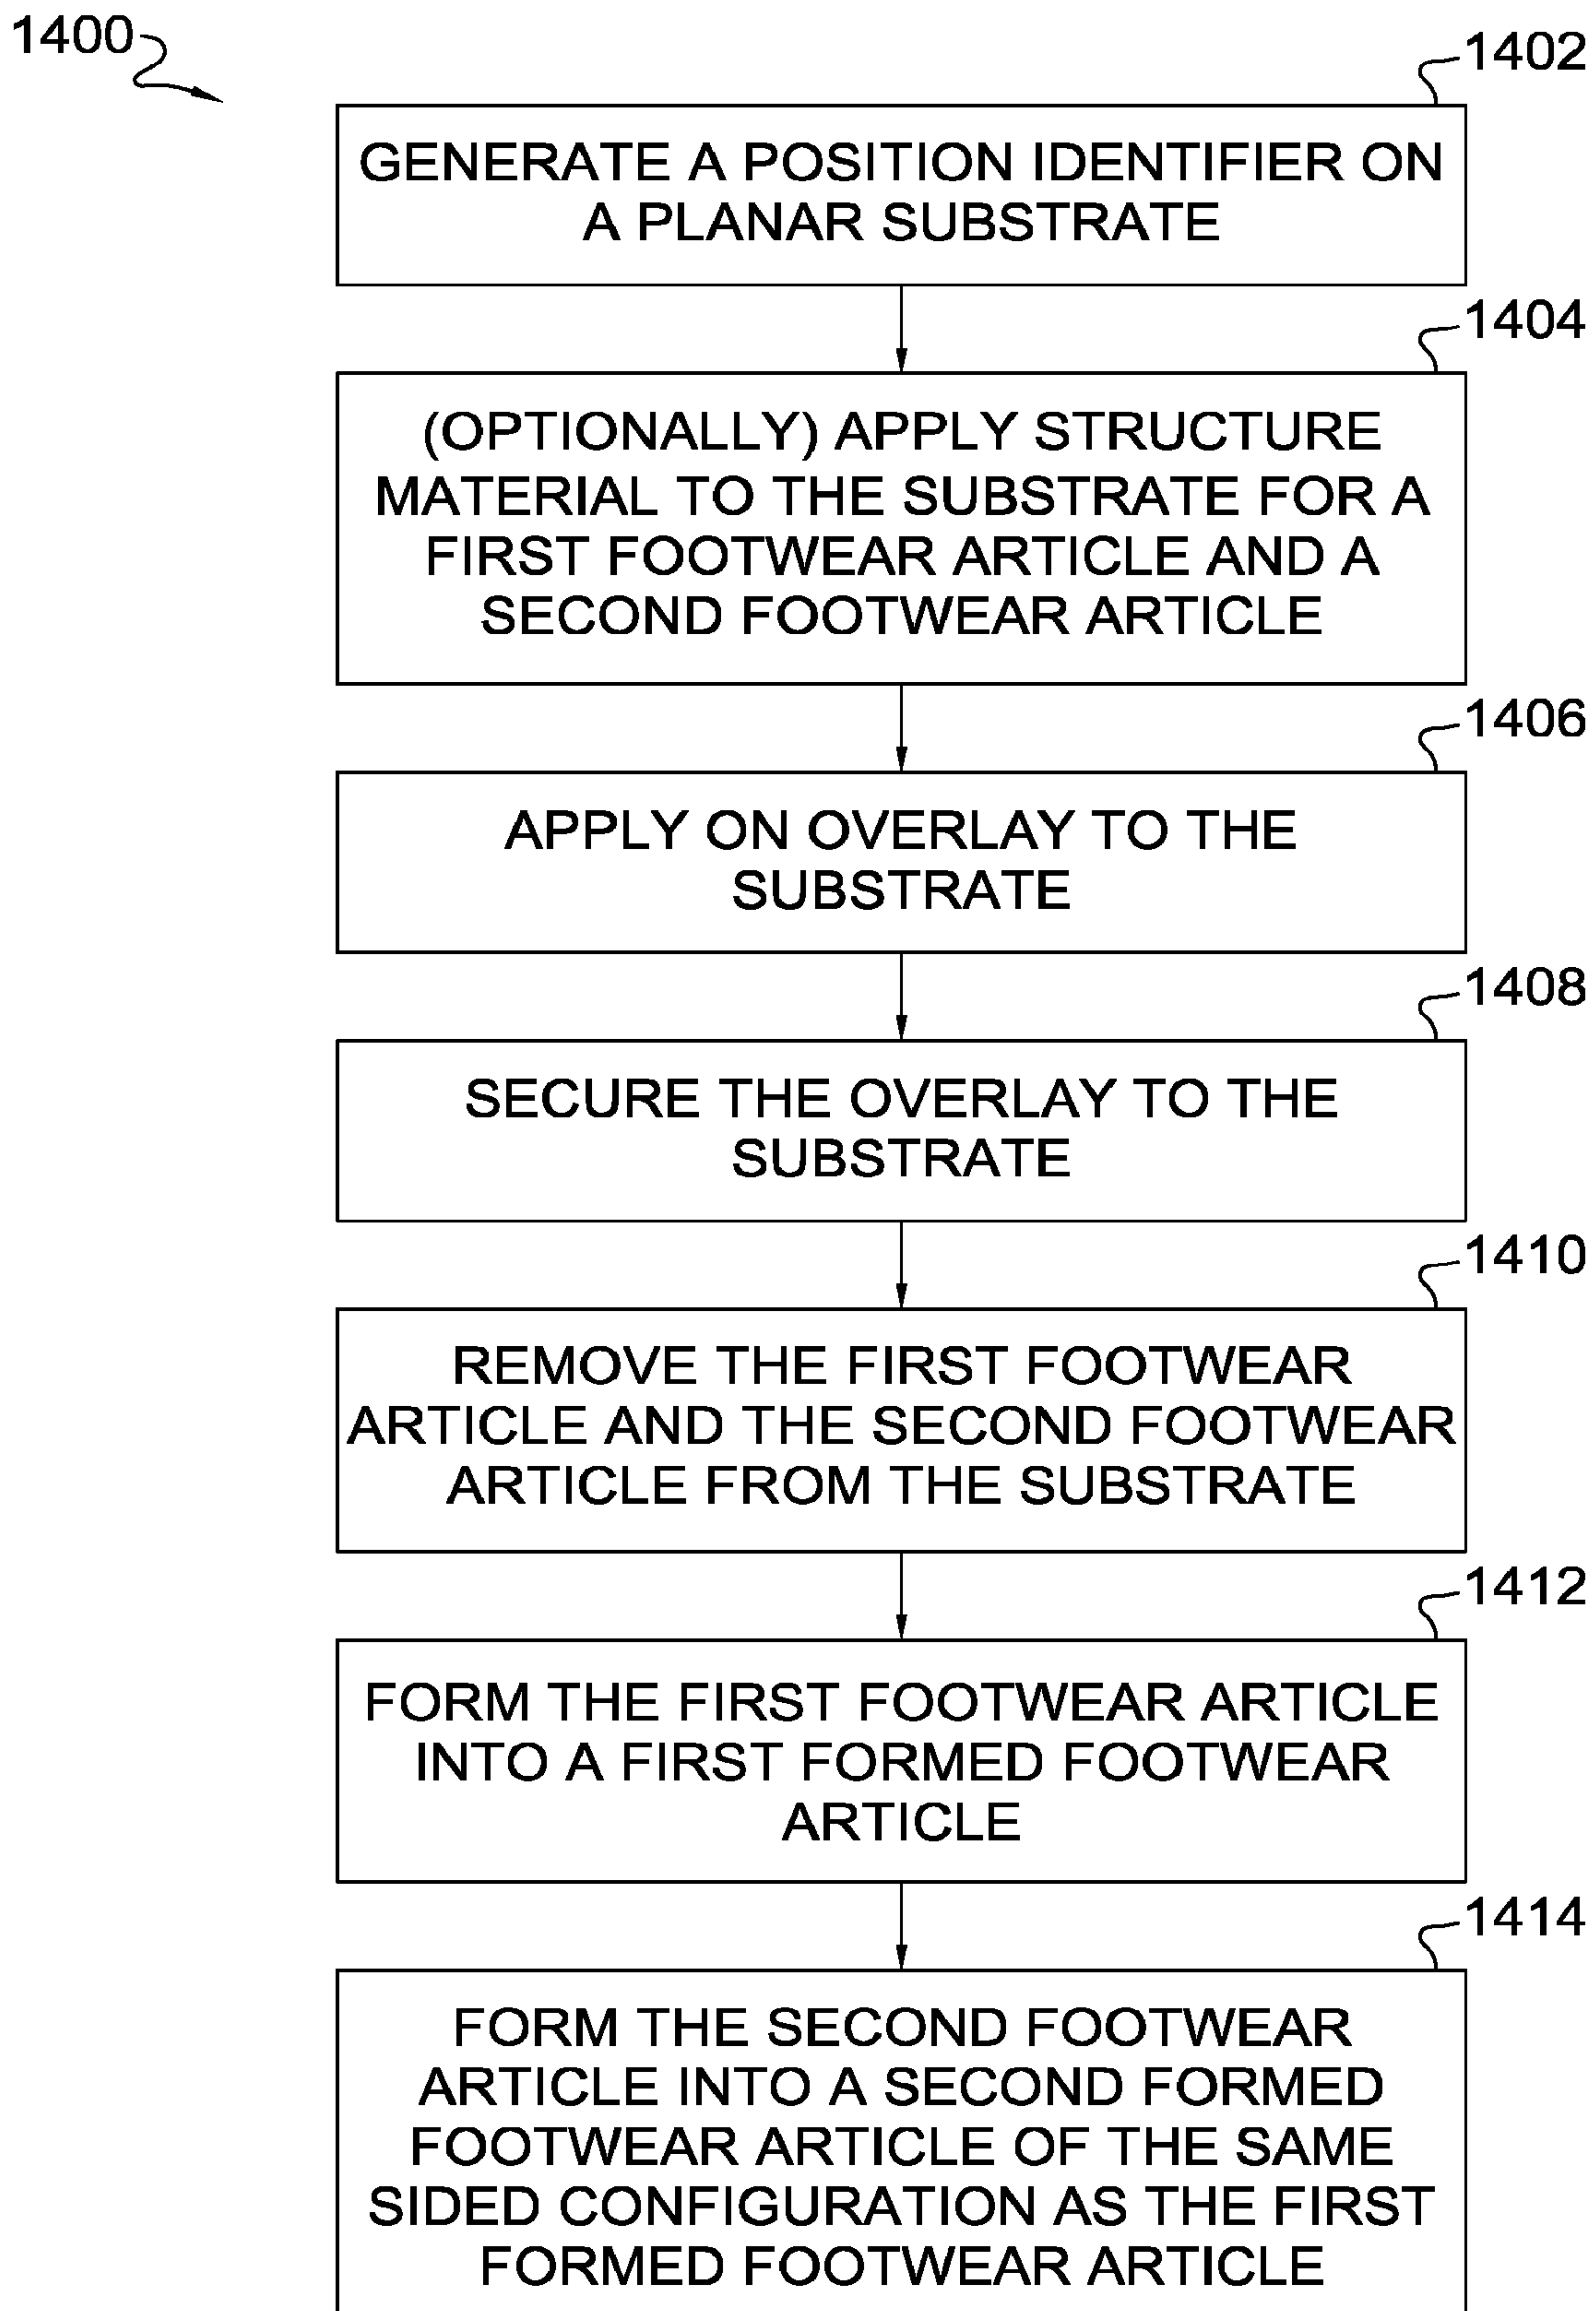 1400
1402
GENERATE A POSITION IDENTIFIER ON
A PLANAR SUBSTRATE
1404
(OPTIONALLY) APPLY STRUCTURE
MATERIAL TO THE SUBSTRATE FOR A
FIRST FOOTWEAR ARTICLE AND A
SECOND FOOTWEAR ARTICLE
1406
APPLY ON OVERLAY TO THE
SUBSTRATE
1408
SECURE THE OVERLAY TO THE
SUBSTRATE
1410
REMOVE THE FIRST FOOTWEAR
ARTICLE AND THE SECOND FOOTWEAR
ARTICLE FROM THE SUBSTRATE
1412
FORM THE FIRST FOOTWEAR ARTICLE
INTO A FIRST FORMED FOOTWEAR
ARTICLE
1414
FORM THE SECOND FOOTWEAR
ARTICLE INTO A SECOND FORMED
FOOTWEAR ARTICLE OF THE SAME
SIDED CONFIGURATION AS THE FIRST
FORMED FOOTWEAR ARTICLE